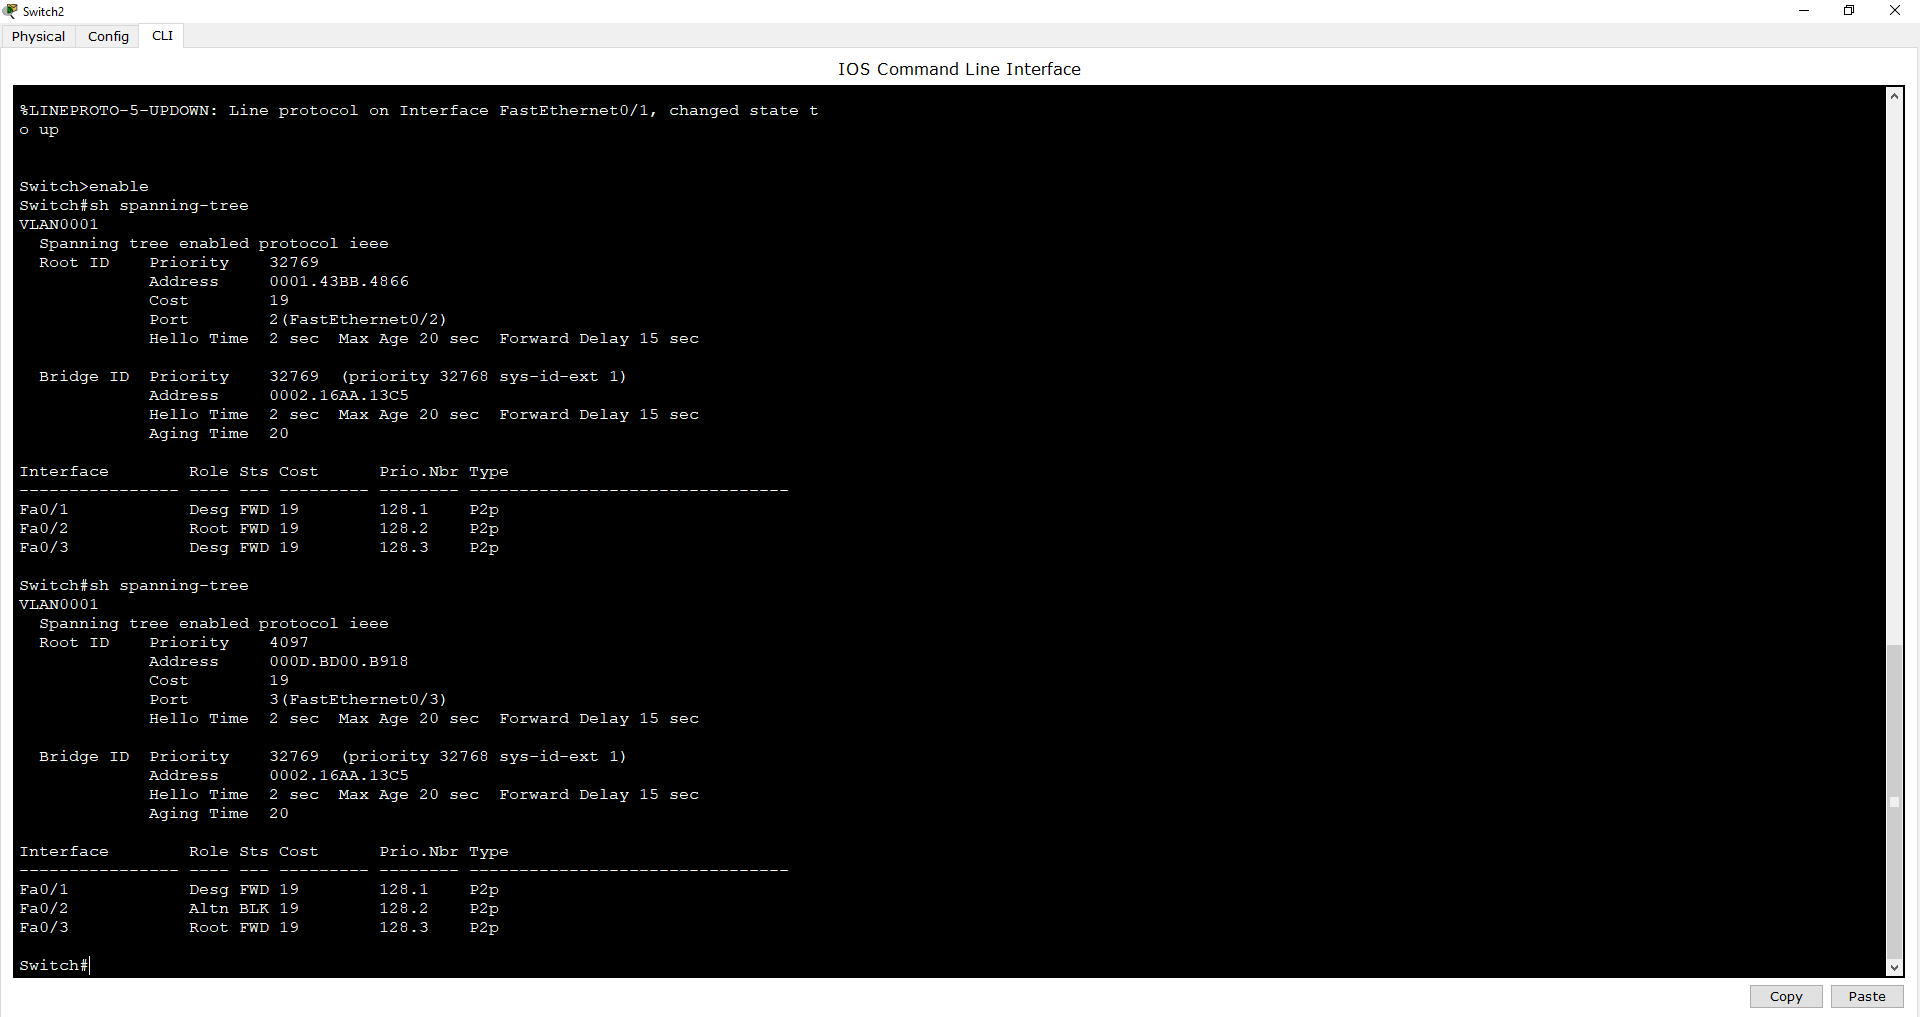 Switch2
Physical Config CLI
IOS Command Line Interface
%LINEPROTO-5-UPDOWN: Line protocol on Interface FastEthernet0/1, changed state t
o up
Switch>enable
Switch#sh spanning-tree
VLAN0001
  Spanning tree enabled protocol ieee
  Root ID    Priority    32769
             Address     0001.43BB.4866
             Cost        19
             Port        2(FastEthernet0/2)
             Hello Time  2 sec  Max Age 20 sec  Forward Delay 15 sec
  Bridge ID  Priority    32769  (priority 32768 sys-id-ext 1)
             Address     0002.16AA.13C5
             Hello Time  2 sec  Max Age 20 sec  Forward Delay 15 sec
             Aging Time  20
Interface        Role Sts Cost      Prio.Nbr Type
---------------- ---- --- --------- -------- --------------------------------
Fa0/1            Desg FWD 19        128.1    P2p
Fa0/2            Root FWD 19        128.2    P2p
Fa0/3            Desg FWD 19        128.3    P2p
Switch#sh spanning-tree
VLAN0001
  Spanning tree enabled protocol ieee
  Root ID    Priority    4097
             Address     000D.BD00.B918
             Cost        19
             Port        3(FastEthernet0/3)
             Hello Time  2 sec  Max Age 20 sec  Forward Delay 15 sec
  Bridge ID  Priority    32769  (priority 32768 sys-id-ext 1)
             Address     0002.16AA.13C5
             Hello Time  2 sec  Max Age 20 sec  Forward Delay 15 sec
             Aging Time  20
Interface        Role Sts Cost      Prio.Nbr Type
---------------- ---- --- --------- -------- --------------------------------
Fa0/1            Desg FWD 19        128.1    P2p
Fa0/2            Altn BLK 19        128.2    P2p
Fa0/3            Root FWD 19        128.3    P2p
Switch#
Copy Paste